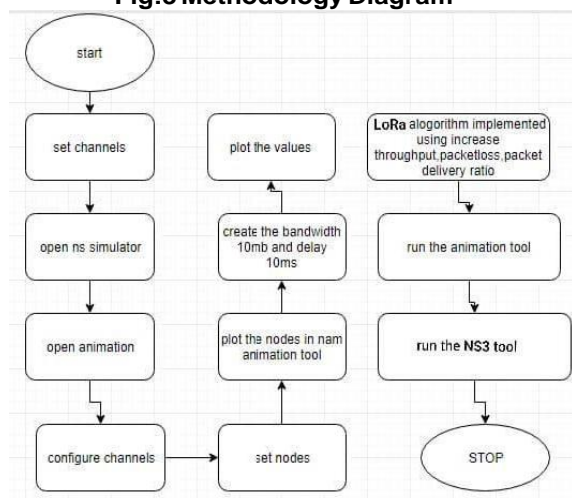 Fig.6 Methodology Diagram
start
set channels
open ns simulator
open animation
configure channels
set nodes
plot the nodes in nam
animation tool
create the bandwidth
10mb and delay
10ms
plot the values
LoRa alogorithm implemented
using increase
throughput,packetloss,packet
delivery ratio
run the animation tool
run the NS3 tool
STOP